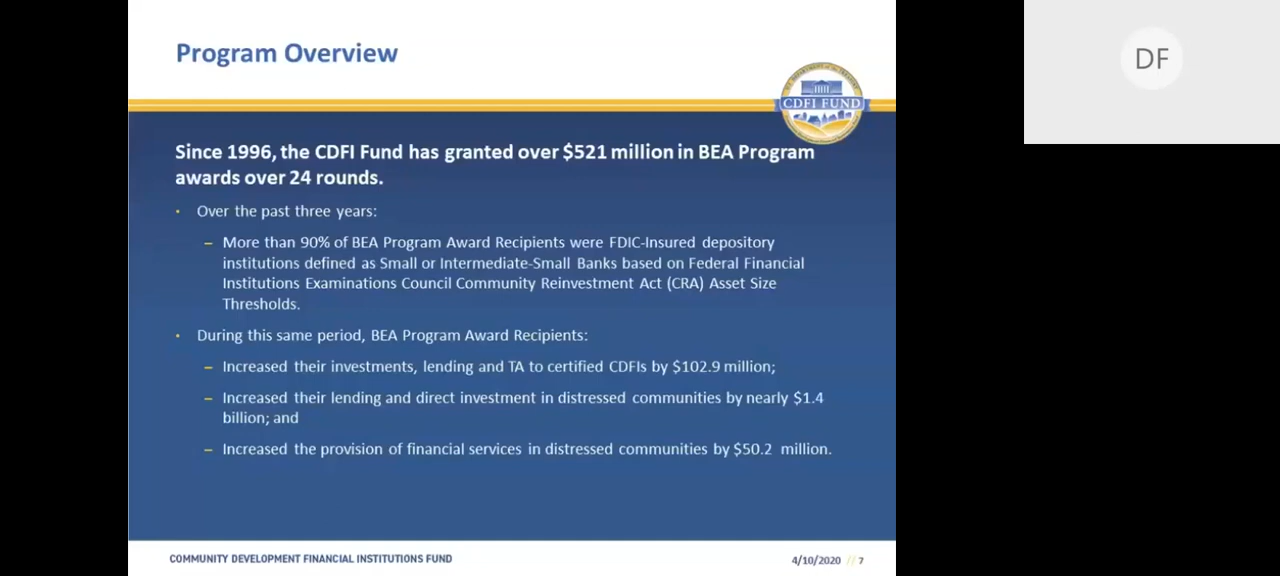 Program Overview
DF
CDFI FUND
Since 1996, the CDFI Fund has granted over $521 million in BEA Program
awards over 24 rounds.
• Over the past three years:
– More than 90% of BEA Program Award Recipients were FDIC-Insured depository
institutions defined as Small or Intermediate-Small Banks based on Federal Financial
Institutions Examinations Council Community Reinvestment Act (CRA) Asset Size
Thresholds.
• During this same period, BEA Program Award Recipients:
– Increased their investments, lending and TA to certified CDFIs by $102.9 million;
– Increased their lending and direct investment in distressed communities by nearly $1.4
billion; and
– Increased the provision of financial services in distressed communities by $50.2 million.
COMMUNITY DEVELOPMENT FINANCIAL INSTITUTIONS FUND
4/10/2020 // 7